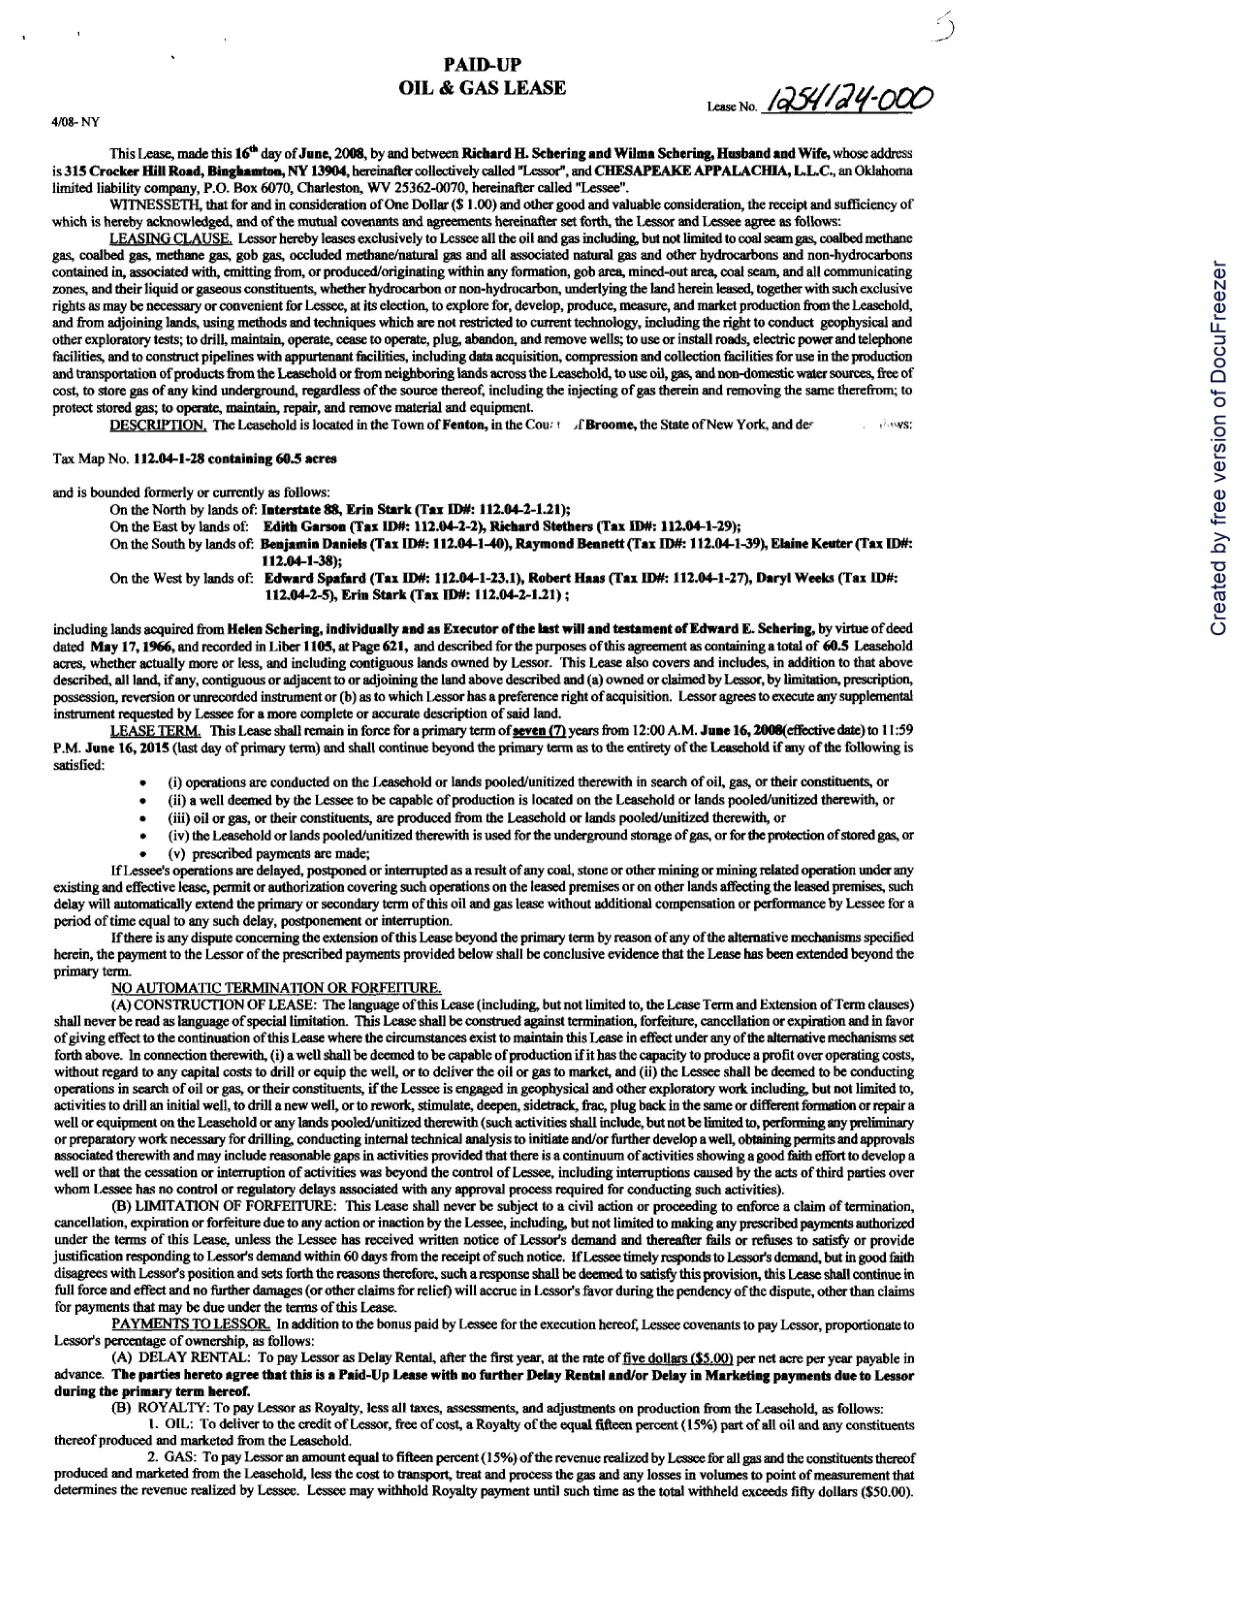 5
PAID-UP
OIL & GAS LEASE
Lease No. 1254124-000
4/08- NY
This Lease, made this 16th day of June, 2008, by and between Richard H. Schering and Wilma Schering, Husband and Wife, whose address
is 315 Crocker Hill Road, Binghamton, NY 13904, hereinafter collectively called "Lessor", and CHESAPEAKE APPALACHIA, L.L.C., an Oklahoma
limited liability company, P.O. Box 6070, Charleston, WV 25362-0070, hereinafter called "Lessee".
WITNESSETH, that for and in consideration of One Dollar ($ 1.00) and other good and valuable consideration, the receipt and sufficiency of
which is hereby acknowledged, and of the mutual covenants and agreements hereinafter set forth, the Lessor and Lessee agree as follows:
LEASING CLAUSE. Lessor hereby leases exclusively to Lessee all the oil and gas including, but not limited to coal seam gas, coalbed methane
gas, coalbed gas, methane gas, gob gas, occluded methane/natural gas and all associated natural gas and other hydrocarbons and non-hydrocarbons
contained in, associated with, emitting from, or produced/originating within any formation, gob area, mined-out area, coal seam, and all communicating
zones, and their liquid or gaseous constituents, whether hydrocarbon or non-hydrocarbon, underlying the land herein leased, together with such exclusive
rights as may be necessary or convenient for Lessee, at its election, to explore for, develop, produce, measure, and market production from the Leasehold,
and from adjoining lands, using methods and techniques which are not restricted to current technology, including the right to conduct geophysical and
other exploratory tests; to drill, maintain, operate, cease to operate, plug, abandon, and remove wells; to use or install roads, electric power and telephone
facilities, and to construct pipelines with appurtenant facilities, including data acquisition, compression and collection facilities for use in the production
and transportation of products from the Leasehold or from neighboring lands across the Leasehold, to use oil, gas, and non-domestic water sources, free of
cost, to store gas of any kind underground, regardless of the source thereof, including the injecting of gas therein and removing the same therefrom; to
protect stored gas; to operate, maintain, repair, and remove material and equipment.
DESCRIPTION. The Leasehold is located in the Town of Fenton, in the Cou f Broome, the State of New York, and de ws:
Tax Map No. 112.04-1-28 containing 60.5 acres
and is bounded formerly or currently as follows:
On the North by lands of: Interstate 88, Erin Stark (Tax ID#: 112.04-2-1.21);
On the East by lands of: Edith Garson (Tax ID#: 112.04-2-2), Richard Stethers (Tax ID#: 112.04-1-29);
On the South by lands of: Benjamin Daniels (Tax ID#: 112.04-1-40), Raymond Bennett (Tax ID#: 112.04-1-39), Elaine Keuter (Tax ID#:
112.04-1-38);
On the West by lands of: Edward Spafard (Tax ID#: 112.04-1-23.1), Robert Haas (Tax ID#: 112.04-1-27), Daryl Weeks (Tax ID#:
112.04-2-5), Erin Stark (Tax ID#: 112.04-2-1.21) ;
including lands acquired from Helen Schering, individually and as Executor of the last will and testament of Edward E. Schering, by virtue of deed
dated May 17, 1966, and recorded in Liber 1105, at Page 621, and described for the purposes of this agreement as containing a total of 60.5 Leasehold
acres, whether actually more or less, and including contiguous lands owned by Lessor. This Lease also covers and includes, in addition to that above
described, all land, if any, contiguous or adjacent to or adjoining the land above described and (a) owned or claimed by Lessor, by limitation, prescription,
possession, reversion or unrecorded instrument or (b) as to which Lessor has a preference right of acquisition. Lessor agrees to execute any supplemental
instrument requested by Lessee for a more complete or accurate description of said land.
LEASE TERM. This Lease shall remain in force for a primary term of seven (7) years from 12:00 A.M. June 16, 2008(effective date) to 11:59
P.M. June 16, 2015 (last day of primary term) and shall continue beyond the primary term as to the entirety of the Leasehold if any of the following is
satisfied:
• (i) operations are conducted on the Leasehold or lands pooled/unitized therewith in search of oil, gas, or their constituents, or
• (ii) a well deemed by the Lessee to be capable of production is located on the Leasehold or lands pooled/unitized therewith, or
• (iii) oil or gas, or their constituents, are produced from the Leasehold or lands pooled/unitized therewith, or
• (iv) the Leasehold or lands pooled/unitized therewith is used for the underground storage of gas, or for the protection of stored gas, or
• (v) prescribed payments are made;
If Lessee's operations are delayed, postponed or interrupted as a result of any coal, stone or other mining or mining related operation under any
existing and effective lease, permit or authorization covering such operations on the leased premises or on other lands affecting the leased premises, such
delay will automatically extend the primary or secondary term of this oil and gas lease without additional compensation or performance by Lessee for a
period of time equal to any such delay, postponement or interruption.
If there is any dispute concerning the extension of this Lease beyond the primary term by reason of any of the alternative mechanisms specified
herein, the payment to the Lessor of the prescribed payments provided below shall be conclusive evidence that the Lease has been extended beyond the
primary term.
NO AUTOMATIC TERMINATION OR FORFEITURE.
(A) CONSTRUCTION OF LEASE: The language of this Lease (including, but not limited to, the Lease Term and Extension of Term clauses)
shall never be read as language of special limitation. This Lease shall be construed against termination, forfeiture, cancellation or expiration and in favor
of giving effect to the continuation of this Lease where the circumstances exist to maintain this Lease in effect under any of the alternative mechanisms set
forth above. In connection therewith, (i) a well shall be deemed to be capable of production if it has the capacity to produce a profit over operating costs,
without regard to any capital costs to drill or equip the well, or to deliver the oil or gas to market, and (ii) the Lessee shall be deemed to be conducting
operations in search of oil or gas, or their constituents, if the Lessee is engaged in geophysical and other exploratory work including, but not limited to,
activities to drill an initial well, to drill a new well, or to rework, stimulate, deepen, sidetrack, frac, plug back in the same or different formation or repair a
well or equipment on the Leasehold or any lands pooled/unitized therewith (such activities shall include, but not be limited to, performing any preliminary
or preparatory work necessary for drilling, conducting internal technical analysis to initiate and/or further develop a well, obtaining permits and approvals
associated therewith and may include reasonable gaps in activities provided that there is a continuum of activities showing a good faith effort to develop a
well or that the cessation or interruption of activities was beyond the control of Lessee, including interruptions caused by the acts of third parties over
whom Lessee has no control or regulatory delays associated with any approval process required for conducting such activities).
(B) LIMITATION OF FORFEITURE: This Lease shall never be subject to a civil action or proceeding to enforce a claim of termination,
cancellation, expiration or forfeiture due to any action or inaction by the Lessee, including, but not limited to making any prescribed payments authorized
under the terms of this Lease, unless the Lessee has received written notice of Lessor's demand and thereafter fails or refuses to satisfy or provide
justification responding to Lessor's demand within 60 days from the receipt of such notice. If Lessee timely responds to Lessor's demand, but in good faith
disagrees with Lessor's position and sets forth the reasons therefore, such a response shall be deemed to satisfy this provision, this Lease shall continue in
full force and effect and no further damages (or other claims for relief) will accrue in Lessor's favor during the pendency of the dispute, other than claims
for payments that may be due under the terms of this Lease.
PAYMENTS TO LESSOR. In addition to the bonus paid by Lessee for the execution hereof, Lessee covenants to pay Lessor, proportionate to
Lessor's percentage of ownership, as follows:
(A) DELAY RENTAL: To pay Lessor as Delay Rental, after the first year, at the rate of five dollars ($5.00) per net acre per year payable in
advance. The parties hereto agree that this is a Paid-Up Lease with no further Delay Rental and/or Delay in Marketing payments due to Lessor
during the primary term hereof.
(B) ROYALTY: To pay Lessor as Royalty, less all taxes, assessments, and adjustments on production from the Leasehold, as follows:
1. OIL: To deliver to the credit of Lessor, free of cost, a Royalty of the equal fifteen percent (15%) part of all oil and any constituents
thereof produced and marketed from the Leasehold.
2. GAS: To pay Lessor an amount equal to fifteen percent (15%) of the revenue realized by Lessee for all gas and the constituents thereof
produced and marketed from the Leasehold, less the cost to transport, treat and process the gas and any losses in volumes to point of measurement that
determines the revenue realized by Lessee. Lessee may withhold Royalty payment until such time as the total withheld exceeds fifty dollars ($50.00).
Created by free version of DocuFreezer